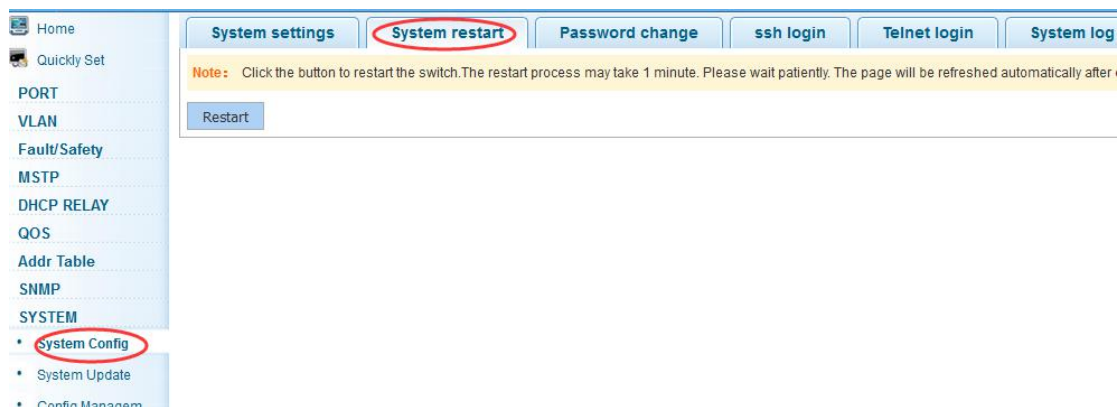 Home
Quickly Set
PORT
VLAN
Fault/Safety
MSTP
DHCP RELAY
QOS
Addr Table
SNMP
SYSTEM
• System Config
• System Update
• Config Managem
System settings System restart Password change ssh login Telnet login System log
Note: Click the button to restart the switch.The restart process may take 1 minute. Please wait patiently. The page will be refreshed automatically after
Restart